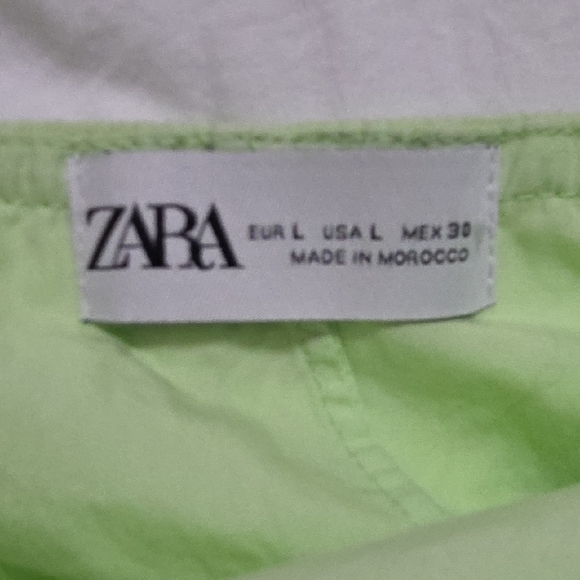 ZARA
EUR L USA L MEX 30
MADE IN MOROCCO